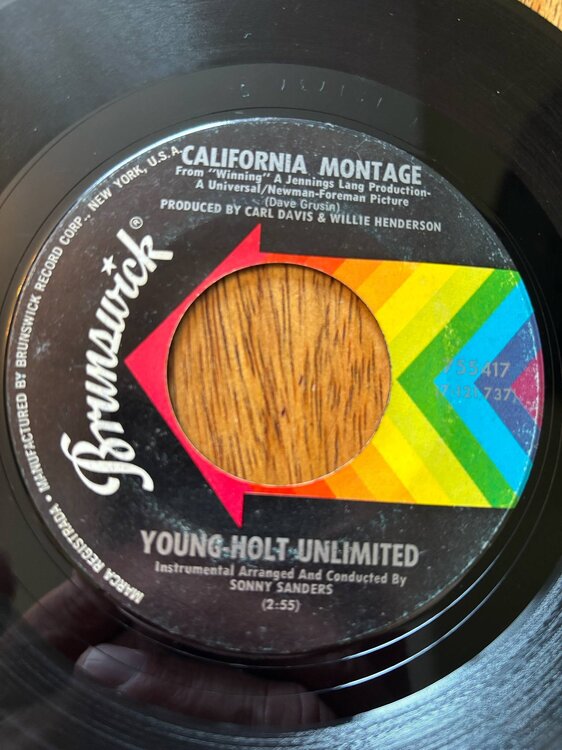 CALIFORNIA MONTAGE
From "Winning" A Jennings Lang Production-
A Universal/Newman-Foreman Picture
(Dave Grusin)
PRODUCED BY CARL DAVIS & WILLIE HENDERSON
Brunswick®
MARCA REGISTRADA • MANUFACTURED BY BRUNSWICK RECORD CORP., NEW YORK, U.S.A.
755417
YOUNG-HOLT UNLIMITED
Instrumental Arranged And Conducted By
SONNY SANDERS
(2:55)